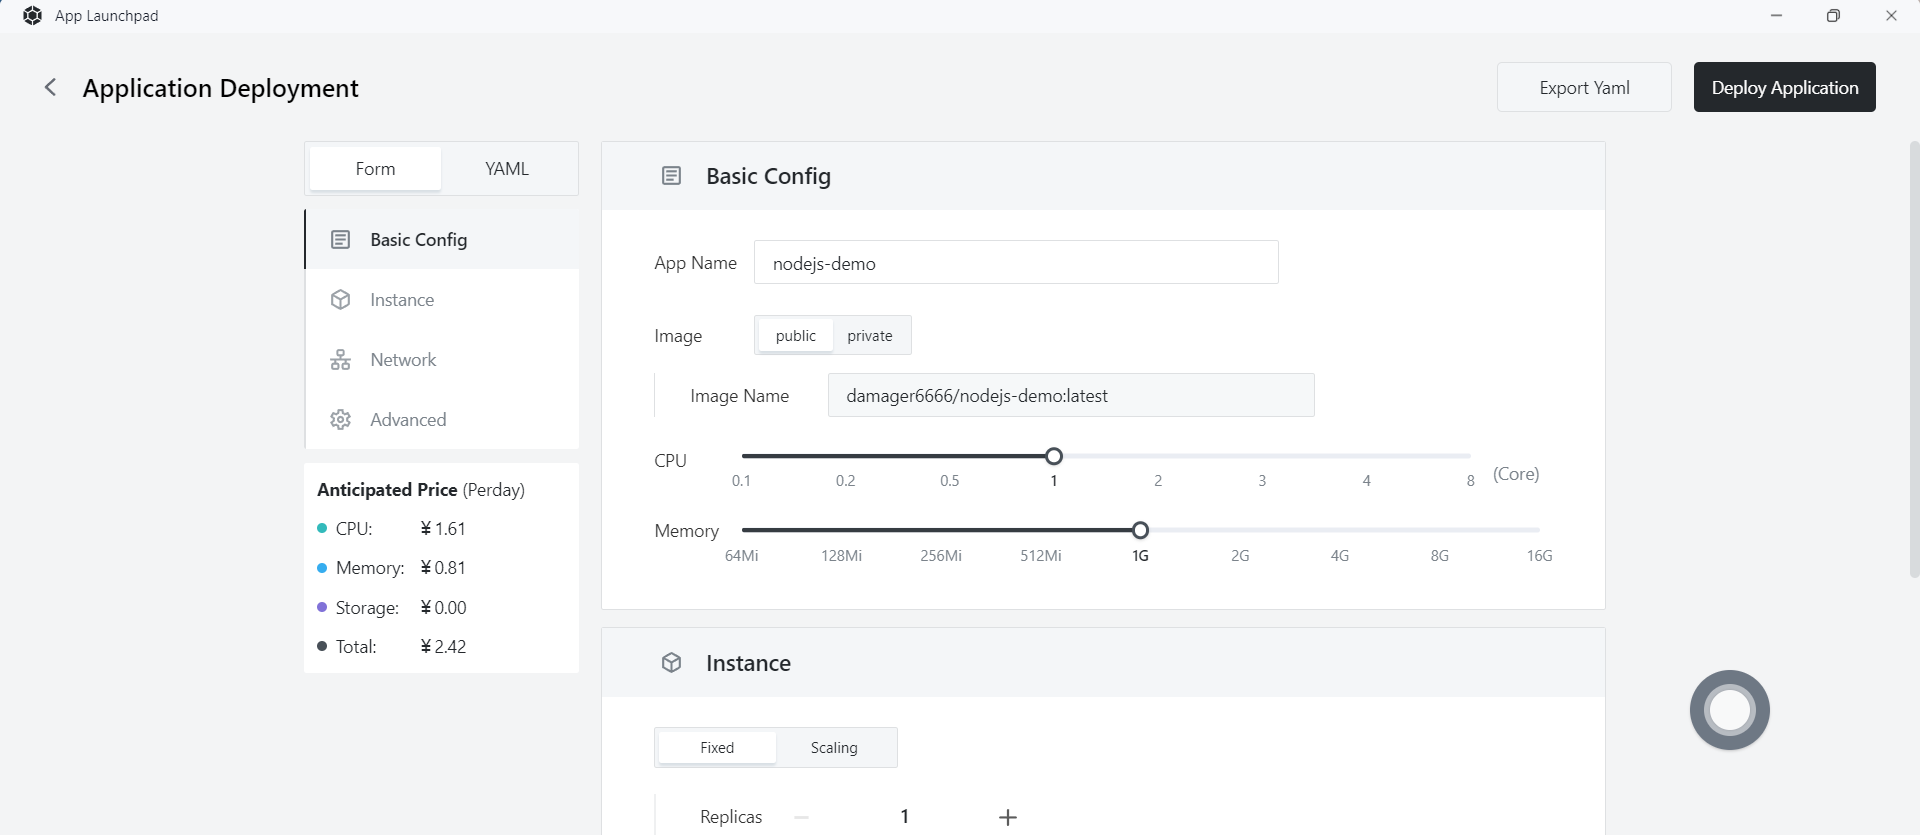 App Launchpad
Application Deployment
Export Yaml
Deploy Application
Form
YAML
Basic Config
Instance
Network
Advanced
Anticipated Price (Perday)
CPU: ¥1.61
Memory: ¥0.81
Storage: ¥0.00
Total: ¥2.42
Basic Config
App Name nodejs-demo
Image public private
Image Name damager6666/nodejs-demo:latest
CPU
0.1 0.2 0.5 1 2 3 4 8 (Core)
Memory
64Mi 128Mi 256Mi 512Mi 1G 2G 4G 8G 16G
Instance
Fixed Scaling
Replicas − 1 +